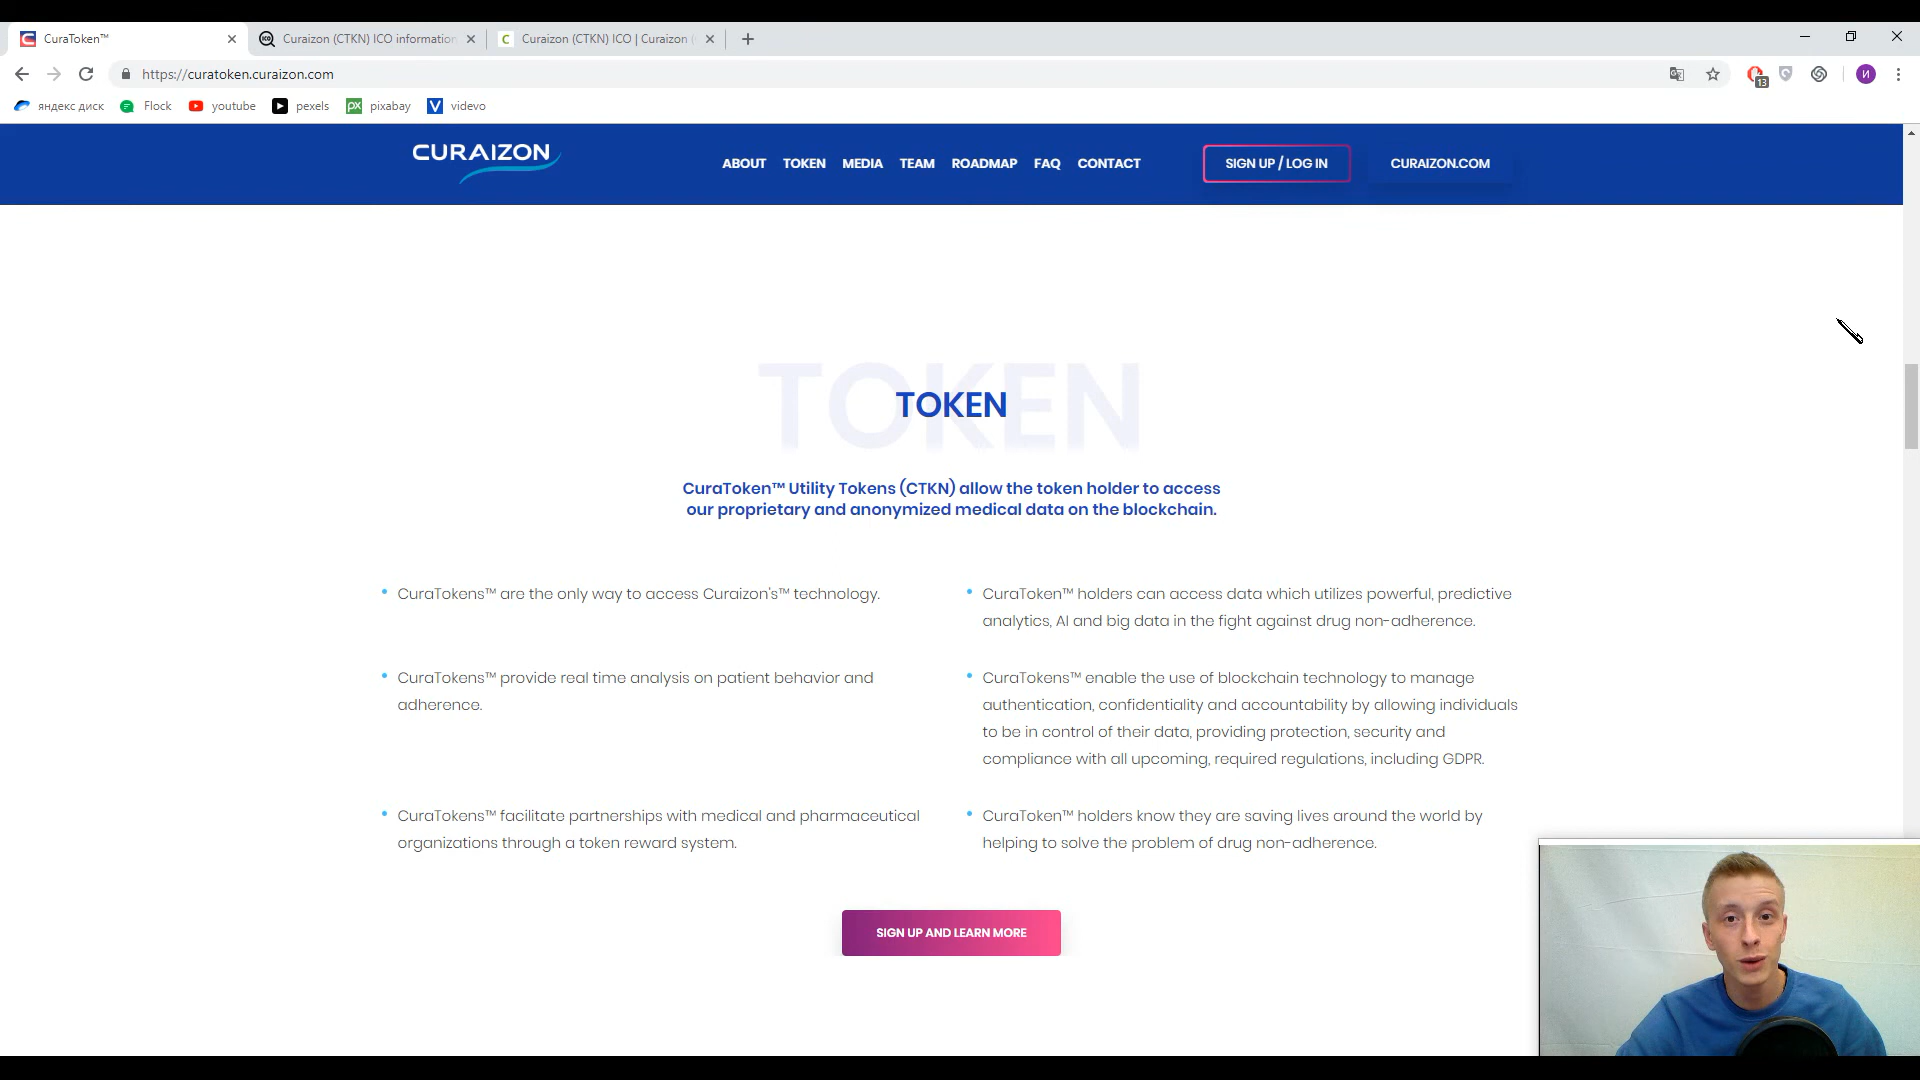 CuraToken™
Curaizon (CTKN) ICO information
Curaizon (CTKN) ICO | Curaizon (
https://curatoken.curaizon.com
13
И
яндекс диск
Flock
youtube
pexels
pixabay
videvo
CURAIZON
ABOUT
TOKEN
MEDIA
TEAM
ROADMAP
FAQ
CONTACT
SIGN UP / LOG IN
CURAIZON.COM
TOKEN
TOKEN
CuraToken™ Utility Tokens (CTKN) allow the token holder to access
our proprietary and anonymized medical data on the blockchain.
CuraTokens™ are the only way to access Curaizon's™ technology.
CuraToken™ holders can access data which utilizes powerful, predictive
analytics, AI and big data in the fight against drug non-adherence.
CuraTokens™ provide real time analysis on patient behavior and
adherence.
CuraTokens™ enable the use of blockchain technology to manage
authentication, confidentiality and accountability by allowing individuals
to be in control of their data, providing protection, security and
compliance with all upcoming, required regulations, including GDPR.
CuraTokens™ facilitate partnerships with medical and pharmaceutical
organizations through a token reward system.
CuraToken™ holders know they are saving lives around the world by
helping to solve the problem of drug non-adherence.
SIGN UP AND LEARN MORE